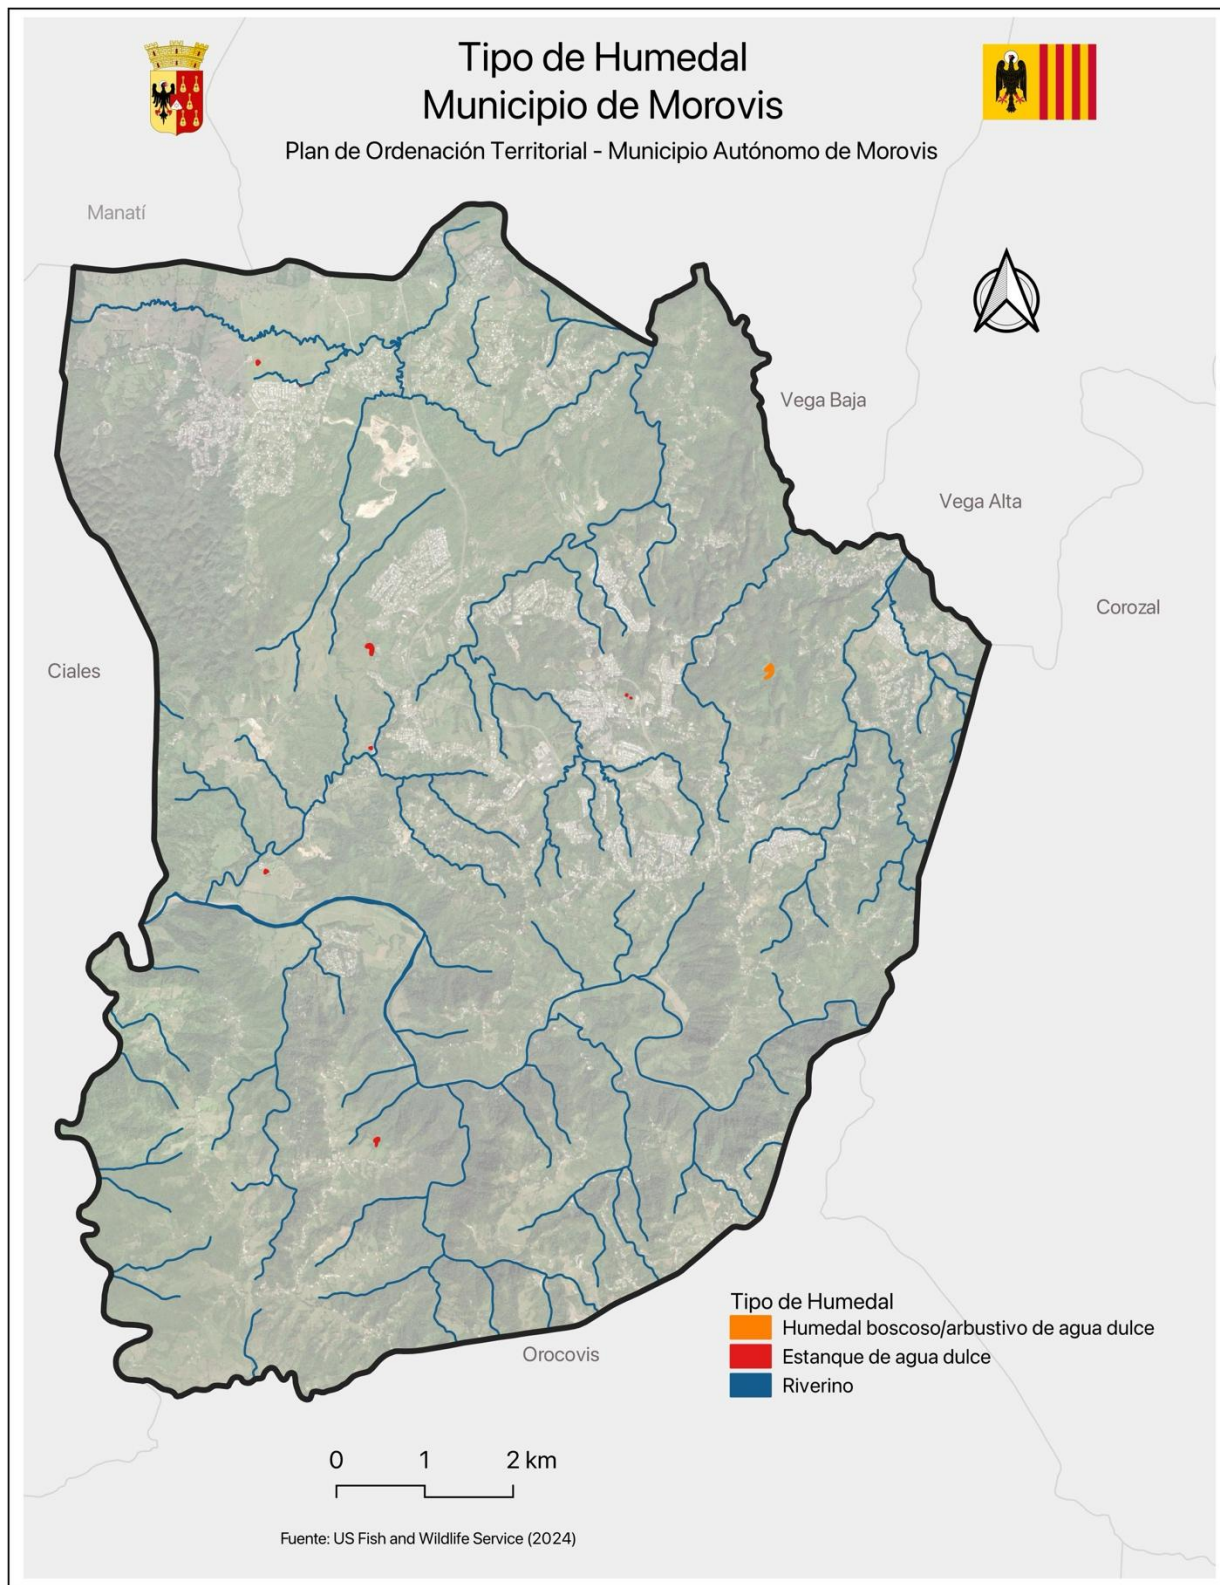 Tipo de Humedal
Municipio de Morovis
Plan de Ordenación Territorial - Municipio Autónomo de Morovis
Manatí
Vega Baja
Vega Alta
Corozal
Ciales
Orocovis
Tipo de Humedal
Humedal boscoso/arbustivo de agua dulce
Estanque de agua dulce
Riverino
0 1 2 km
Fuente: US Fish and Wildlife Service (2024)